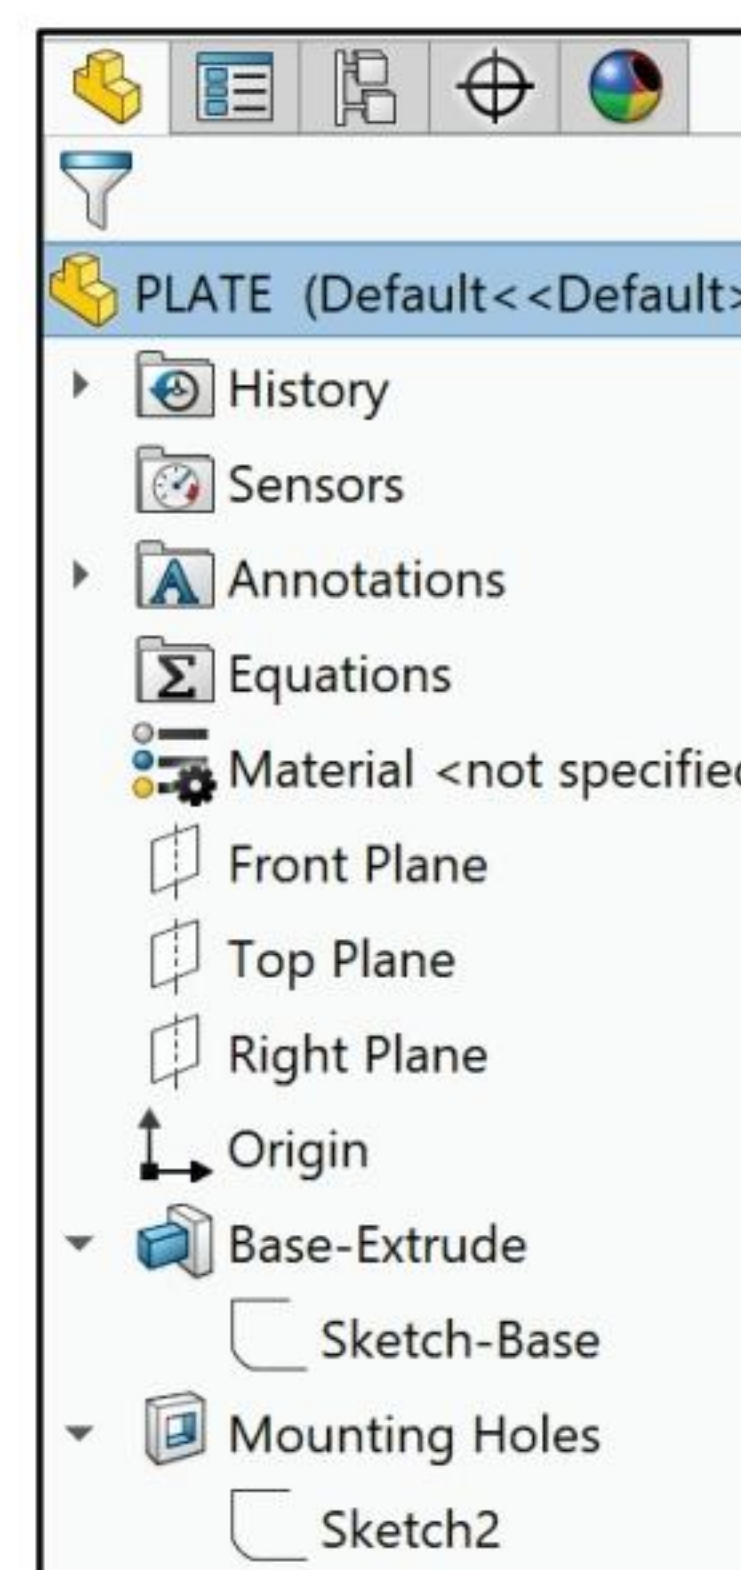 PLATE (Default<<Default>
History
Sensors
Annotations
Equations
Material <not specified
Front Plane
Top Plane
Right Plane
Origin
Base-Extrude
Sketch-Base
Mounting Holes
Sketch2